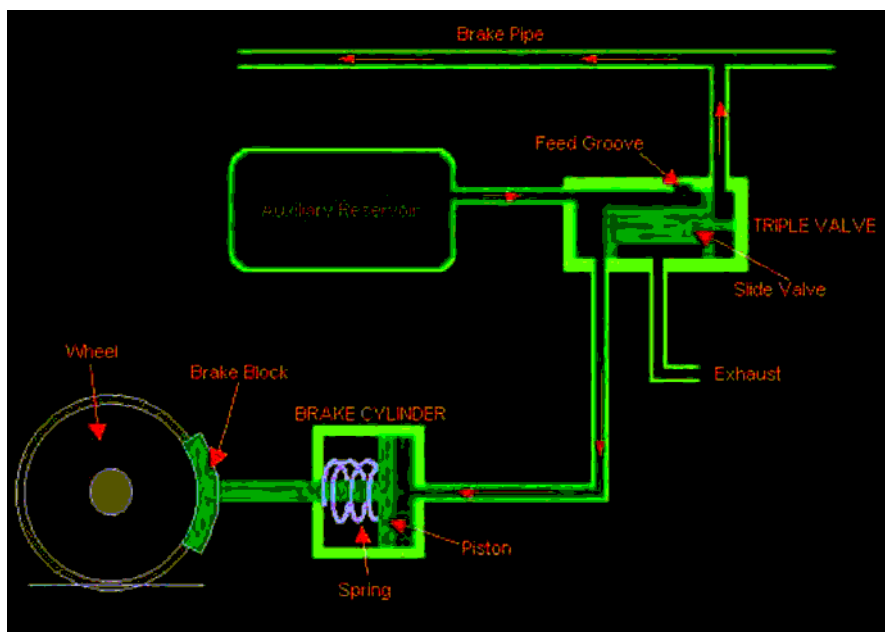 Brake Pipe
Feed Groove
Auxiliary Reservoir
TRIPLE VALVE
Slide Valve
Wheel
Brake Block
Exhaust
BRAKE CYLINDER
Piston
Spring